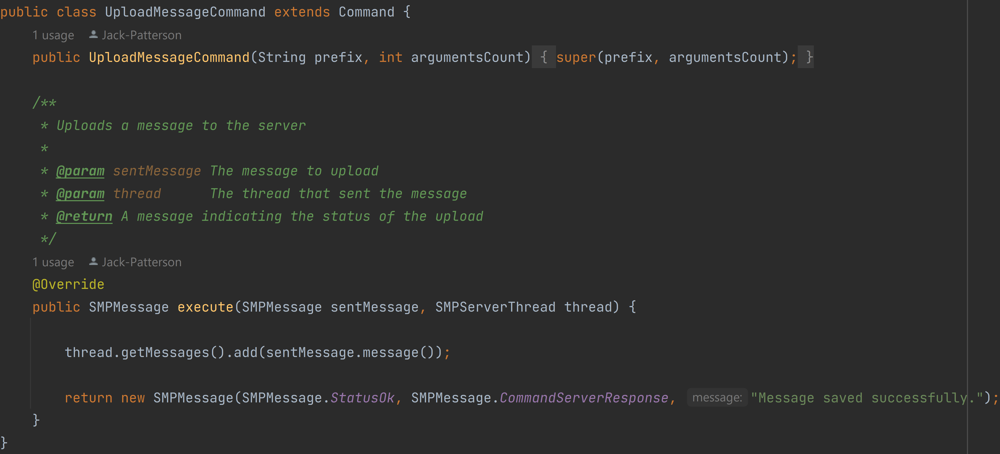 public class UploadMessageCommand extends Command {
1 usage Jack-Patterson
public UploadMessageCommand(String prefix, int argumentsCount) { super(prefix, argumentsCount); }
/**
* Uploads a message to the server
*
* @param sentMessage The message to upload
* @param thread      The thread that sent the message
* @return A message indicating the status of the upload
*/
1 usage Jack-Patterson
@Override
public SMPMessage execute(SMPMessage sentMessage, SMPServerThread thread) {
thread.getMessages().add(sentMessage.message());
return new SMPMessage(SMPMessage.StatusOk, SMPMessage.CommandServerResponse, message: "Message saved successfully.");
}
}